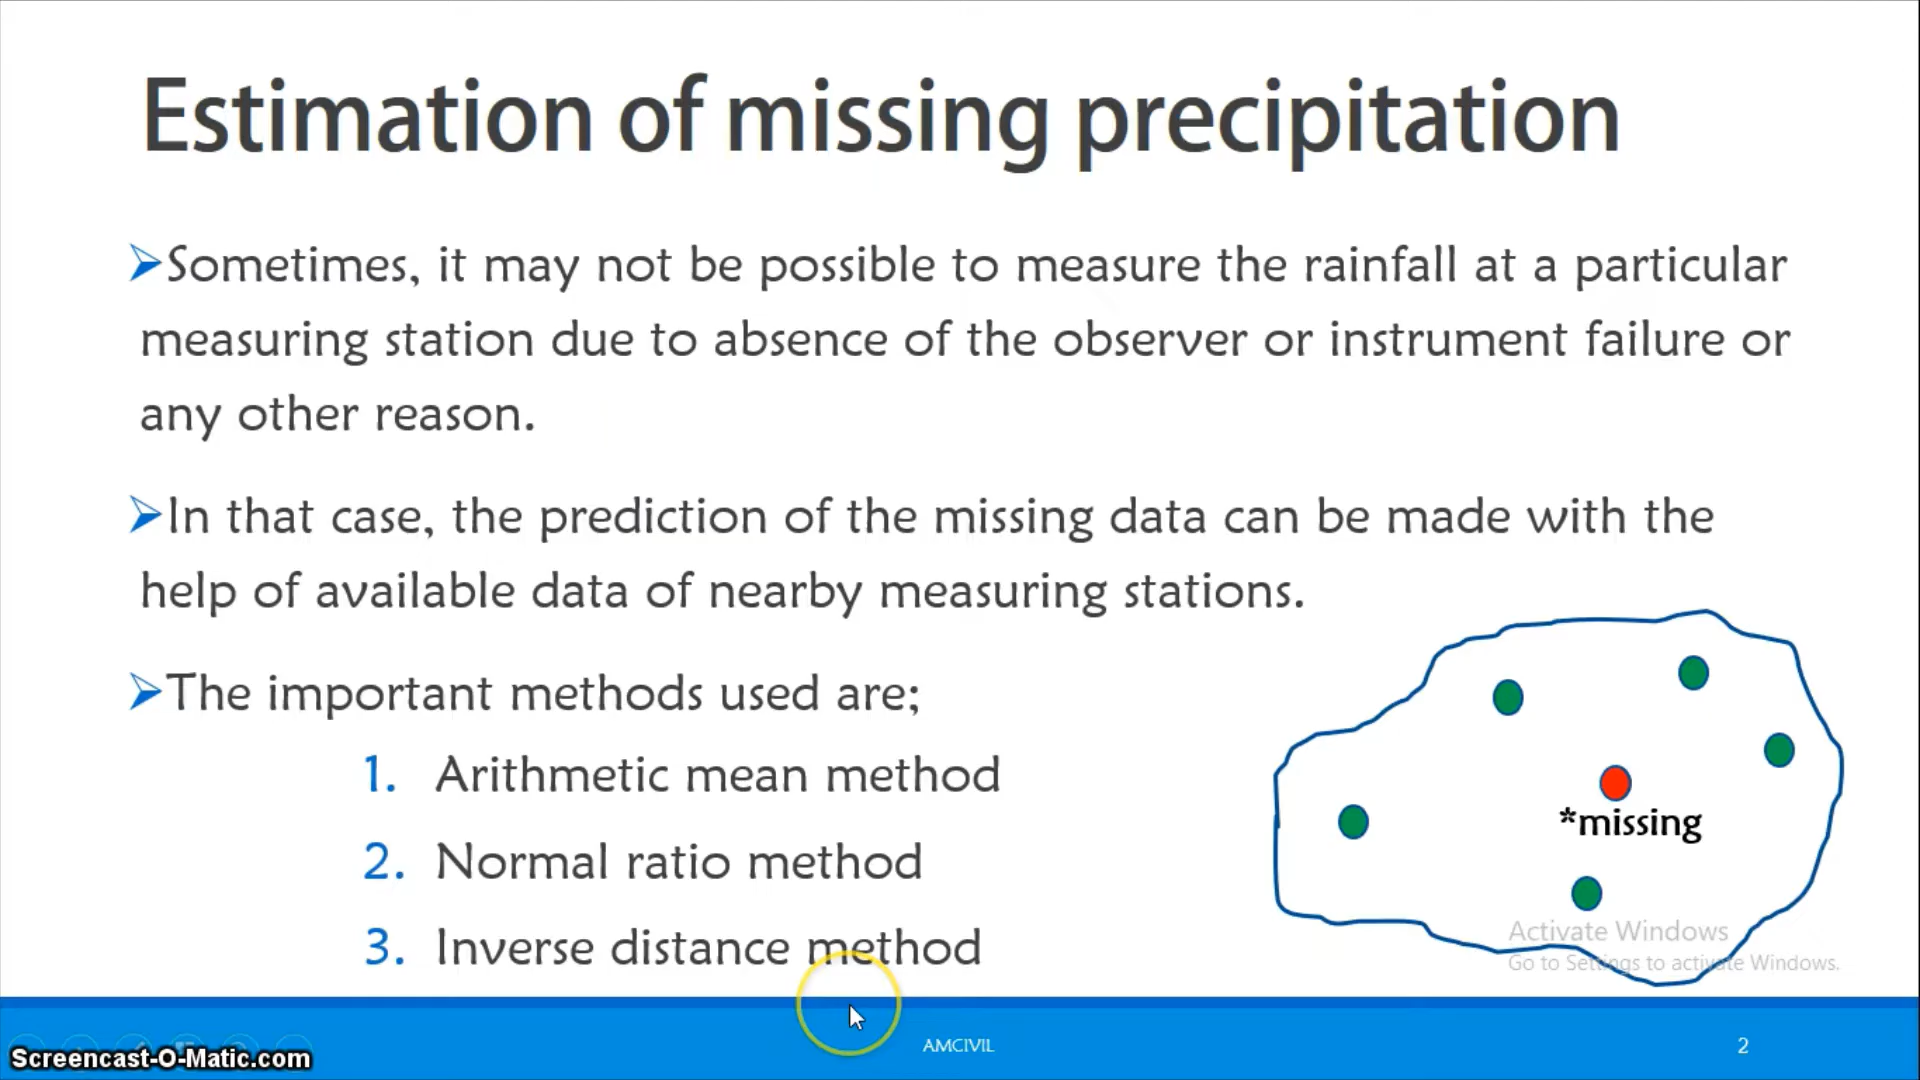 Estimation of missing precipitation
➢Sometimes, it may not be possible to measure the rainfall at a particular
measuring station due to absence of the observer or instrument failure or
any other reason.
➢In that case, the prediction of the missing data can be made with the
help of available data of nearby measuring stations.
➢The important methods used are;
1. Arithmetic mean method
2. Normal ratio method
3. Inverse distance method
*missing
Activate Windows
Go to Settings to activate Windows.
Screencast-O-Matic.com
AMCIVIL
2